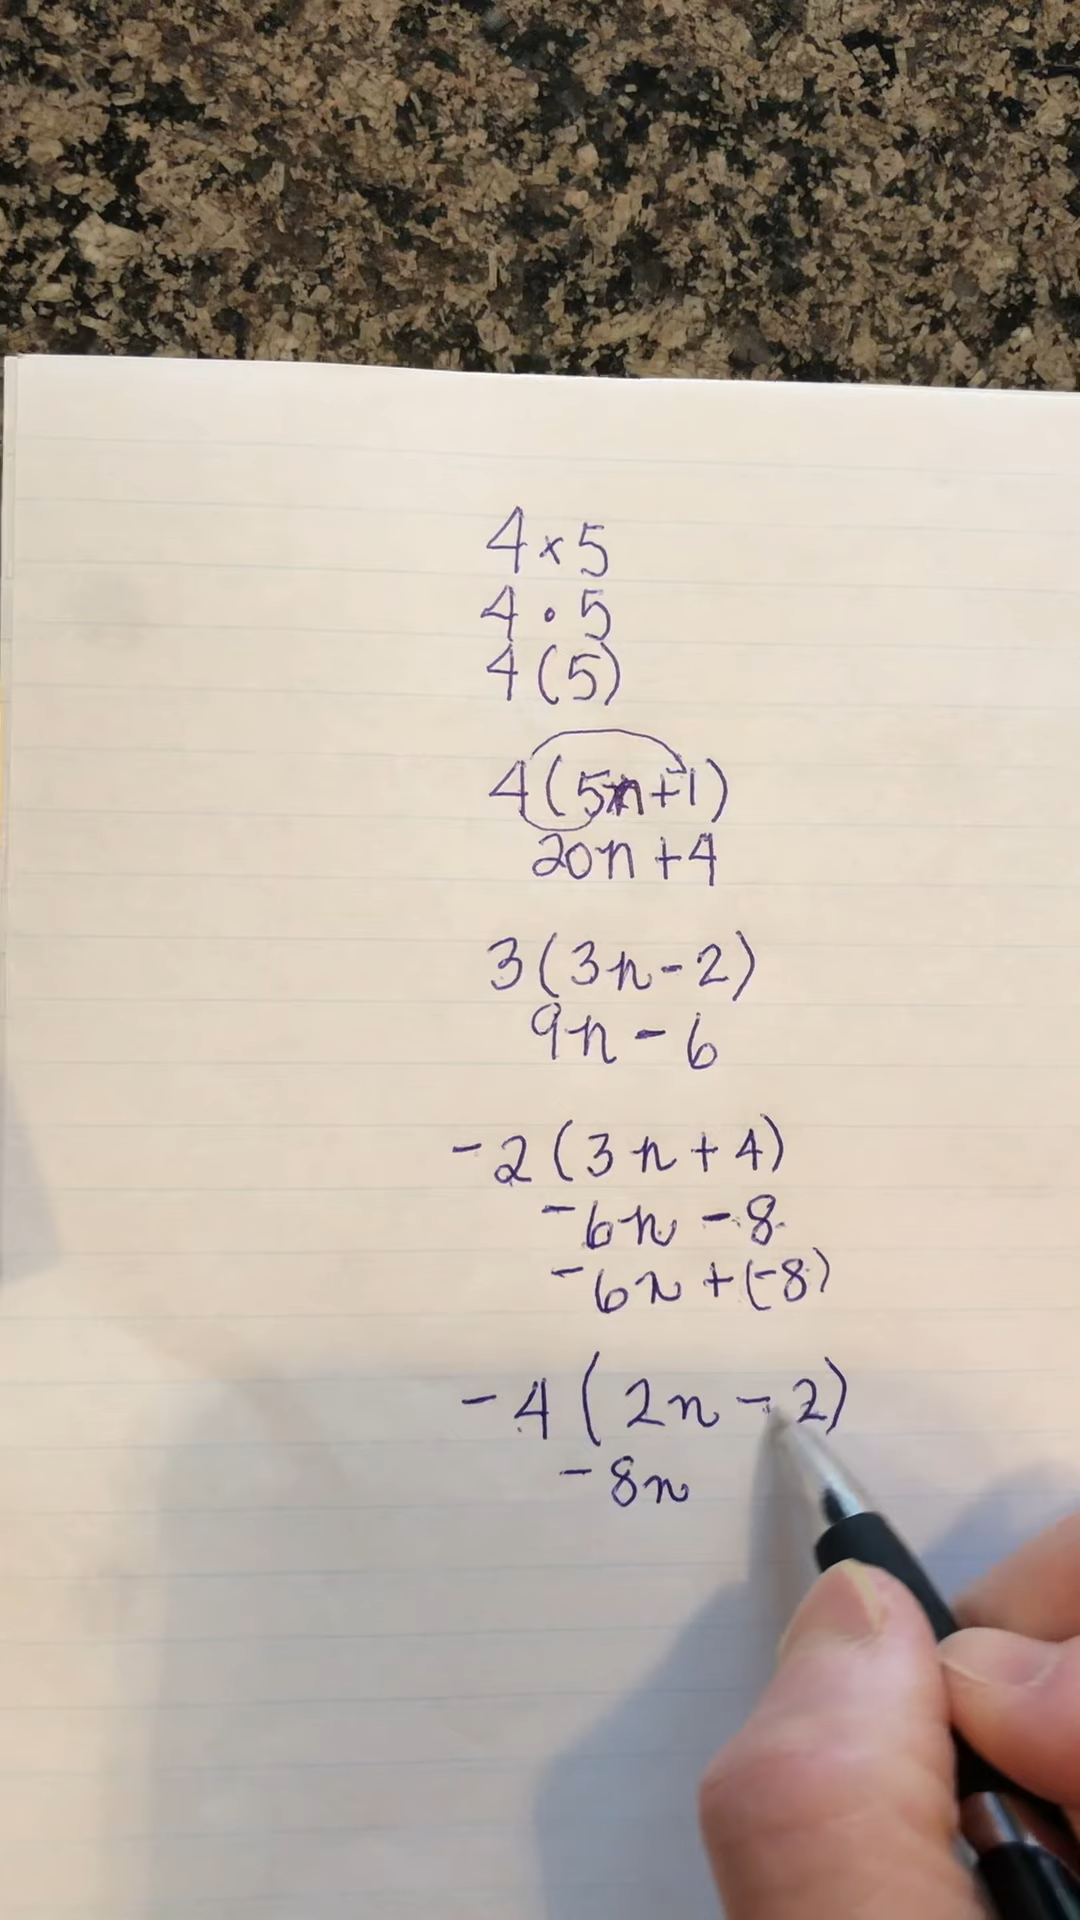 4×5
4•5
4(5)
4(5n+1)
20n+4
3(3n-2)
9n-6
-2(3n+4)
-6n-8
-6n+(-8)
-4(2n-2)
-8n